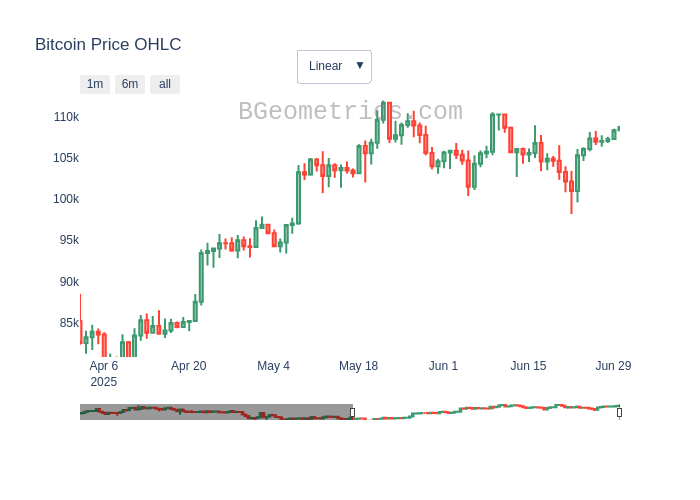 Bitcoin Price OHLC
Linear ▼
1m 6m all
BGeometrics.com
110k
105k
100k
95k
90k
85k
Apr 6 Apr 20 May 4 May 18 Jun 1 Jun 15 Jun 29
2025